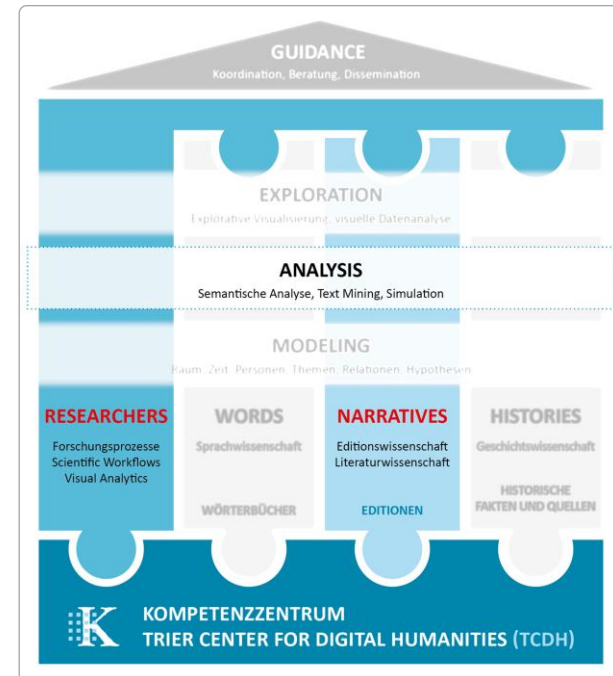 GUIDANCE
Koordination, Beratung, Dissemination
EXPLORATION
Explorative Visualisierung, visuelle Datenanalyse
ANALYSIS
Semantische Analyse, Text Mining, Simulation
MODELING
Raum, Zeit, Personen, Themen, Relationen, Hypothesen
RESEARCHERS
Forschungsprozesse
Scientific Workflows
Visual Analytics
WORDS
Sprachwissenschaft
WÖRTERBÜCHER
NARRATIVES
Editionswissenschaft
Literaturwissenschaft
EDITIONEN
HISTORIES
Geschichtswissenschaft
HISTORISCHE
FAKTEN UND QUELLEN
K
KOMPETENZZENTRUM
TRIER CENTER FOR DIGITAL HUMANITIES (TCDH)